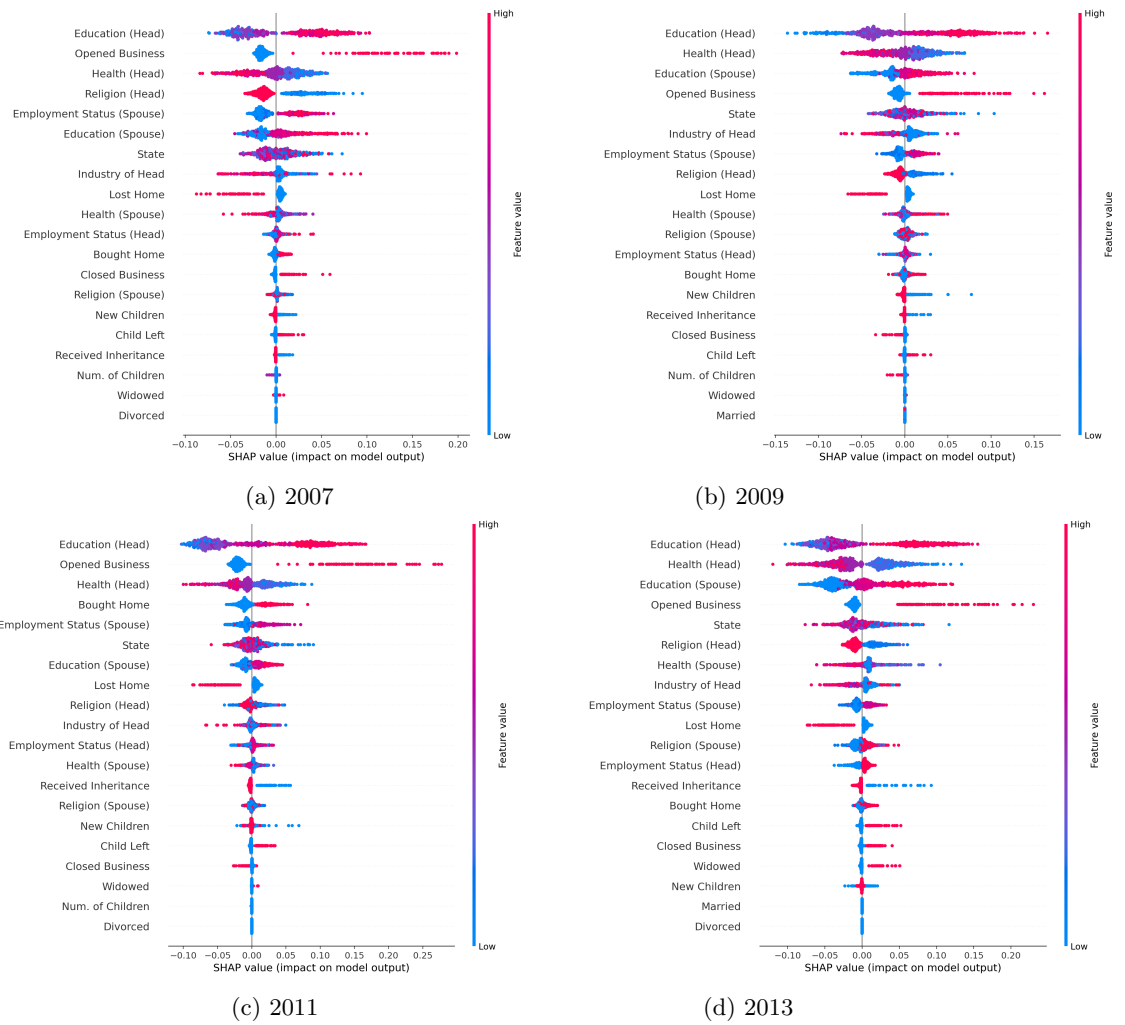 High
Education (Head)
Opened Business
Health (Head)
Religion (Head)
Employment Status (Spouse)
Education (Spouse)
State
Industry of Head
Lost Home
Health (Spouse)
Employment Status (Head)
Bought Home
Closed Business
Religion (Spouse)
New Children
Child Left
Received Inheritance
Num. of Children
Widowed
Divorced
Feature value
Low
−0.10 −0.05 0.00 0.05 0.10 0.15 0.20
SHAP value (impact on model output)
(a) 2007
High
Education (Head)
Health (Head)
Education (Spouse)
Opened Business
State
Industry of Head
Employment Status (Spouse)
Religion (Head)
Lost Home
Health (Spouse)
Religion (Spouse)
Employment Status (Head)
Bought Home
New Children
Received Inheritance
Closed Business
Child Left
Num. of Children
Widowed
Married
Feature value
Low
−0.15 −0.10 −0.05 0.00 0.05 0.10 0.15
SHAP value (impact on model output)
(b) 2009
High
Education (Head)
Opened Business
Health (Head)
Bought Home
Employment Status (Spouse)
State
Education (Spouse)
Lost Home
Religion (Head)
Industry of Head
Employment Status (Head)
Health (Spouse)
Received Inheritance
Religion (Spouse)
New Children
Child Left
Closed Business
Widowed
Num. of Children
Divorced
Feature value
Low
−0.10 −0.05 0.00 0.05 0.10 0.15 0.20 0.25
SHAP value (impact on model output)
(c) 2011
High
Education (Head)
Health (Head)
Education (Spouse)
Opened Business
State
Religion (Head)
Health (Spouse)
Industry of Head
Employment Status (Spouse)
Lost Home
Religion (Spouse)
Employment Status (Head)
Received Inheritance
Bought Home
Child Left
Closed Business
Widowed
New Children
Married
Divorced
Feature value
Low
−0.10 −0.05 0.00 0.05 0.10 0.15 0.20
SHAP value (impact on model output)
(d) 2013